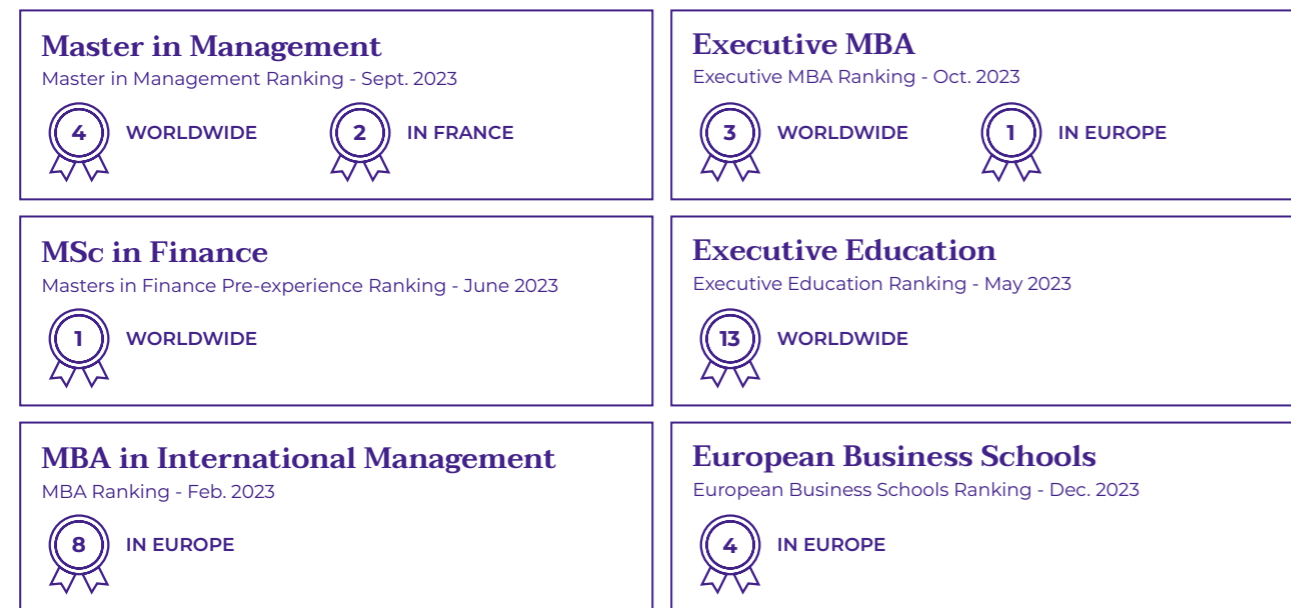 Master in Management
Master in Management Ranking - Sept. 2023
4 WORLDWIDE 2 IN FRANCE
Executive MBA
Executive MBA Ranking - Oct. 2023
3 WORLDWIDE 1 IN EUROPE
MSc in Finance
Masters in Finance Pre-experience Ranking - June 2023
1 WORLDWIDE
Executive Education
Executive Education Ranking - May 2023
13 WORLDWIDE
MBA in International Management
MBA Ranking - Feb. 2023
8 IN EUROPE
European Business Schools
European Business Schools Ranking - Dec. 2023
4 IN EUROPE